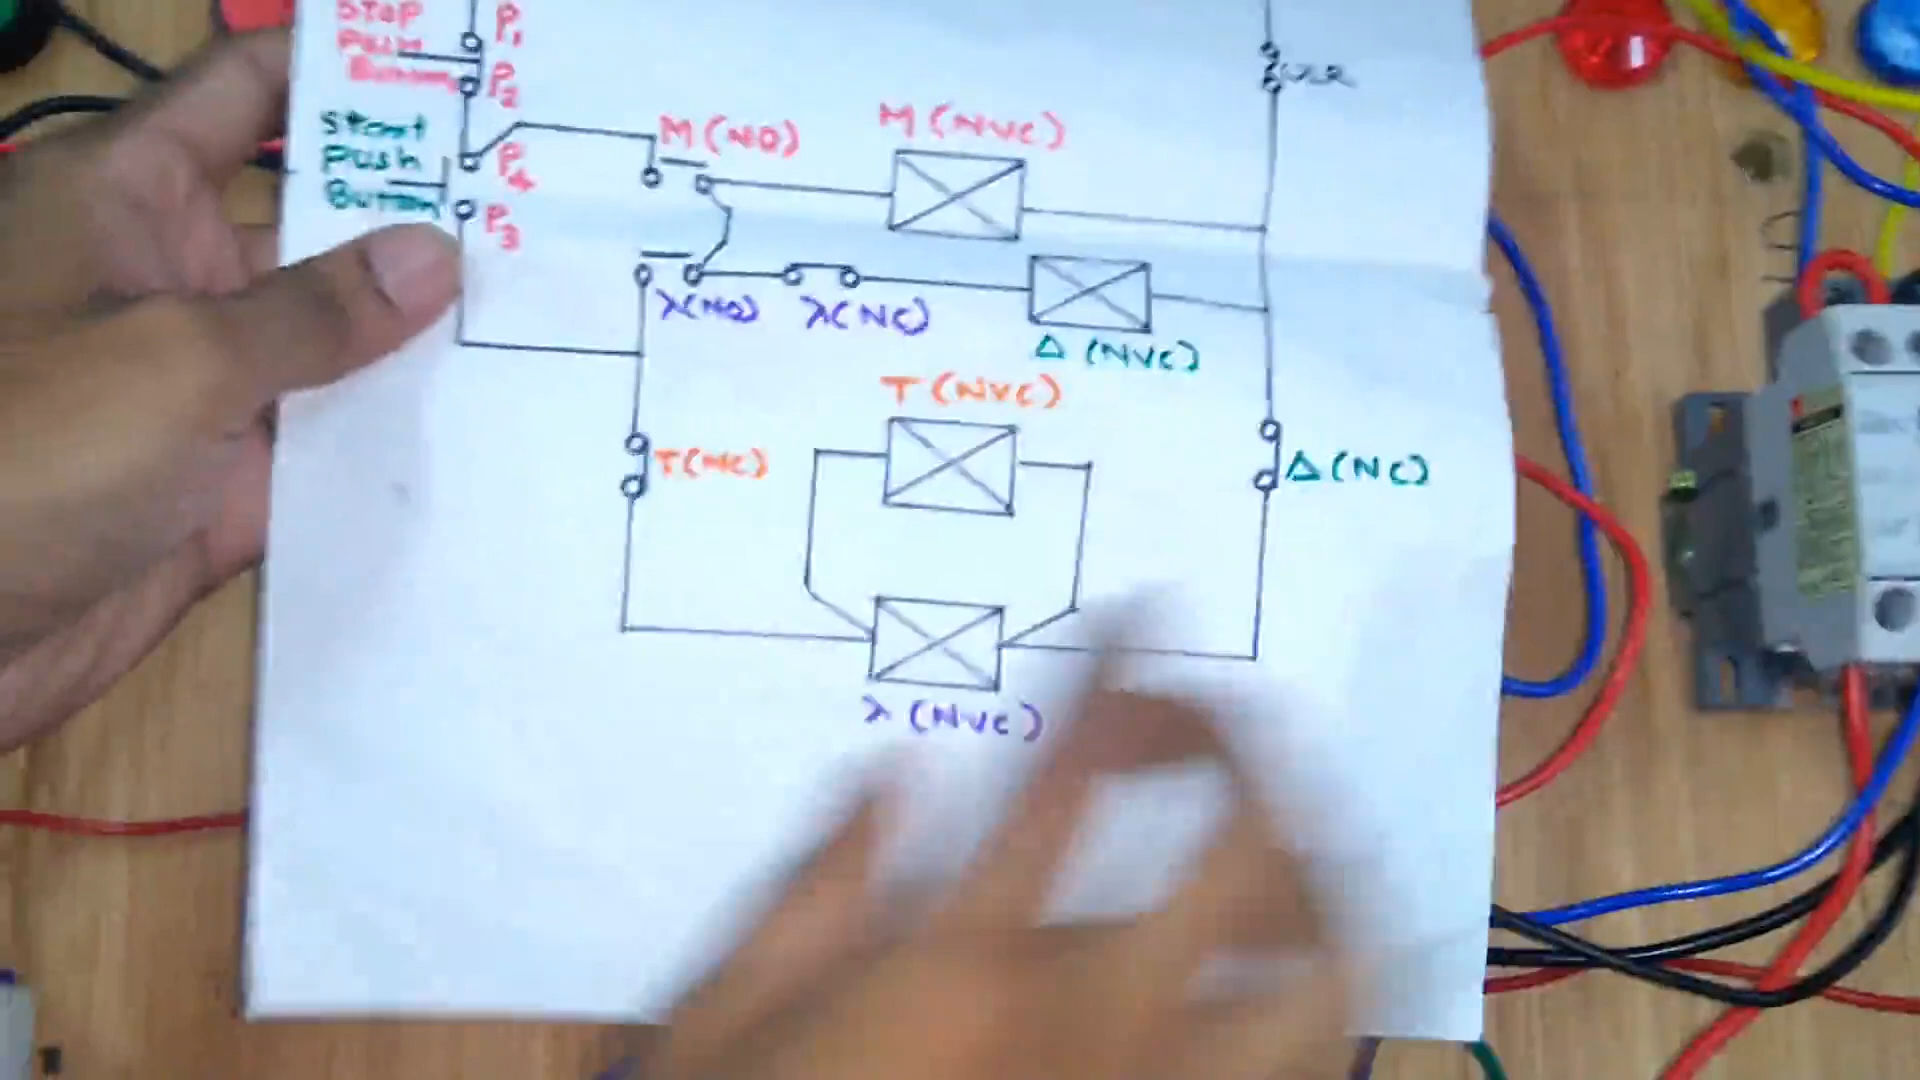 STOP
Push
Button
P1
P2
Start
Push
Button
P4
P3
M (NO)
M (NVC)
OLR
λ(NO)
λ(NC)
Δ (NVC)
T (NVC)
T(NC)
Δ (NC)
λ (NVC)